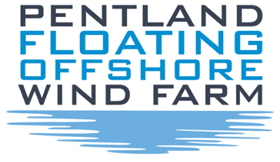 PENTLAND
FLOATING
OFFSHORE
WIND FARM